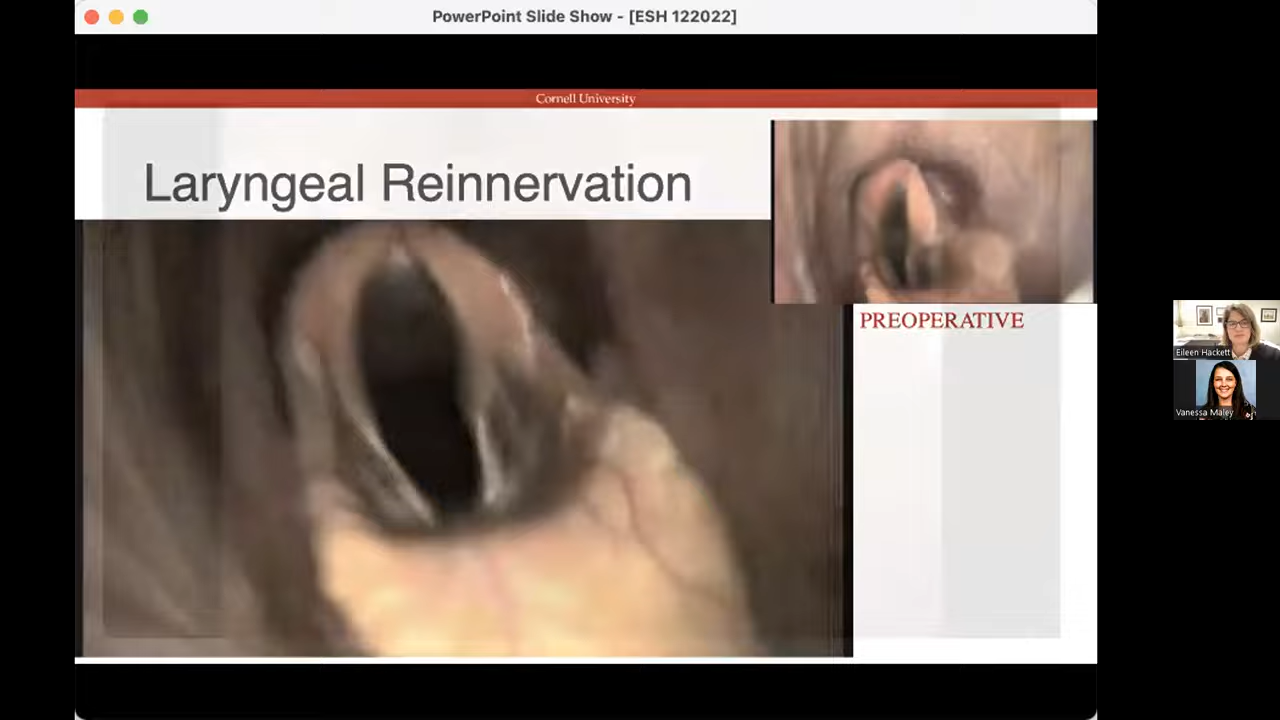 PowerPoint Slide Show - [ESH 122022]
Cornell University
Laryngeal Reinnervation
PREOPERATIVE
Eileen Hackett
Vanessa Maley